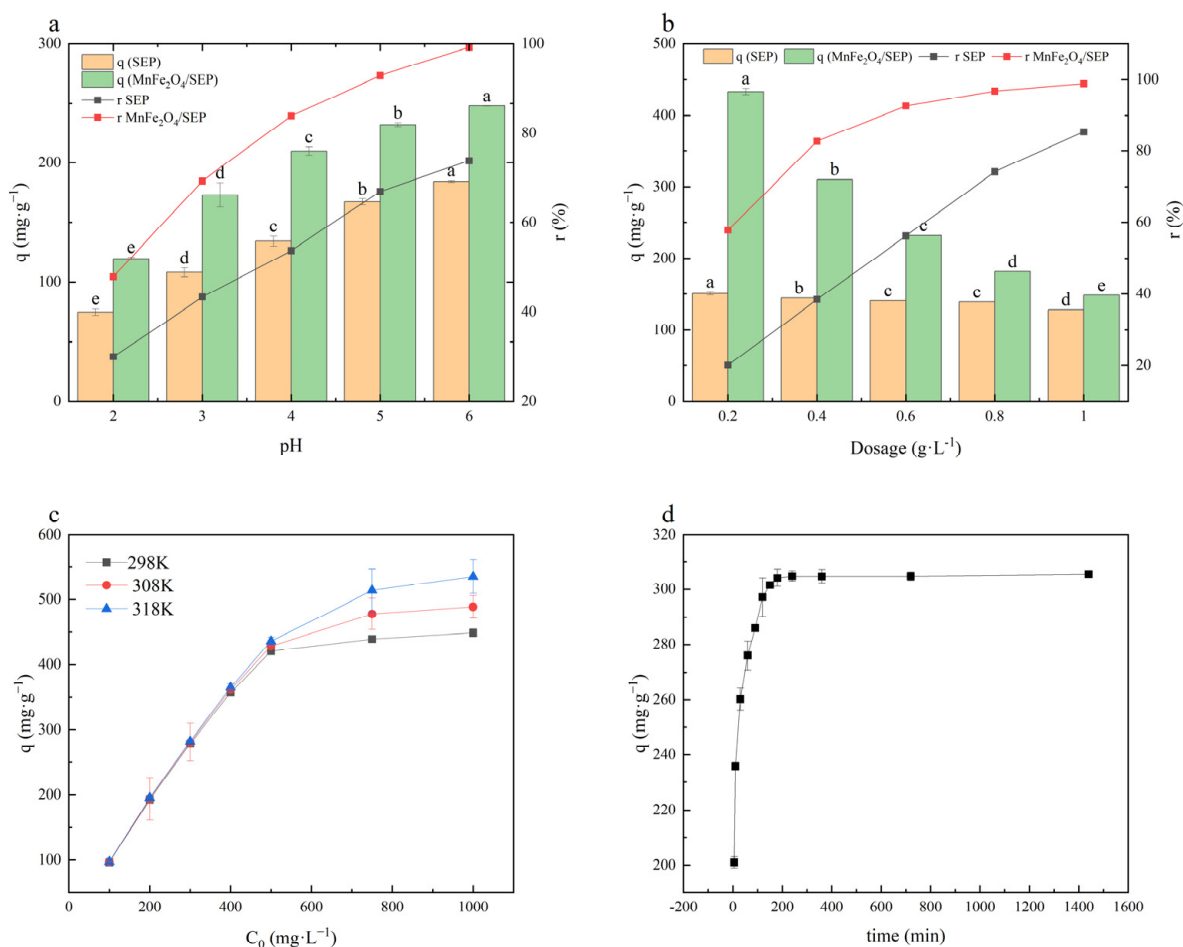 a
q (mg·g⁻¹)
300
200
100
0
q (SEP)
q (MnFe₂O₄/SEP)
r SEP
r MnFe₂O₄/SEP
e
e
d
d
c
c
b
b
a
a
100
80
60
40
20
r (%)
2
3
4
5
6
pH
b
q (mg·g⁻¹)
500
450
400
350
300
250
200
150
100
50
0
q (SEP)
q (MnFe₂O₄/SEP)
r SEP
r MnFe₂O₄/SEP
a
a
b
b
c
c
c
d
d
e
100
80
60
40
20
r (%)
0.2
0.4
0.6
0.8
1
Dosage (g·L⁻¹)
c
q (mg·g⁻¹)
600
500
400
300
200
100
298K
308K
318K
0
200
400
600
800
1000
C₀ (mg·L⁻¹)
d
q (mg·g⁻¹)
320
300
280
260
240
220
200
-200
0
200
400
600
800
1000
1200
1400
1600
time (min)